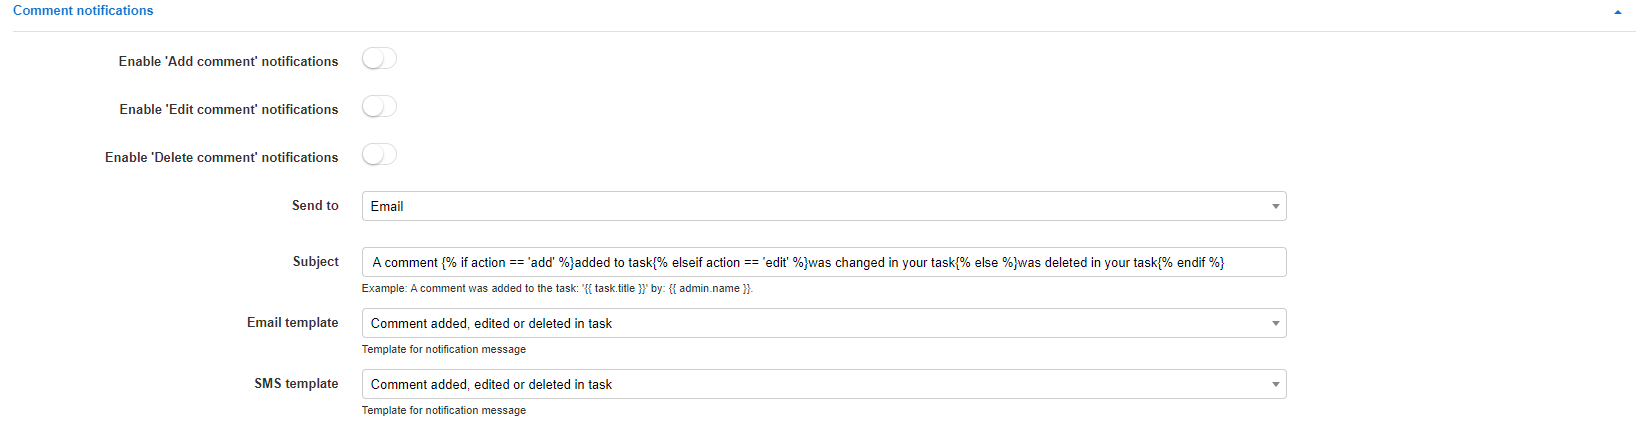 Comment notifications
Enable 'Add comment' notifications
Enable 'Edit comment' notifications
Enable 'Delete comment' notifications
Send to
Email
Subject
A comment {% if action == 'add' %}added to task{% elseif action == 'edit' %}was changed in your task{% else %}was deleted in your task{% endif %}
Example: A comment was added to the task: '{{ task.title }}' by: {{ admin.name }}.
Email template
Comment added, edited or deleted in task
Template for notification message
SMS template
Comment added, edited or deleted in task
Template for notification message